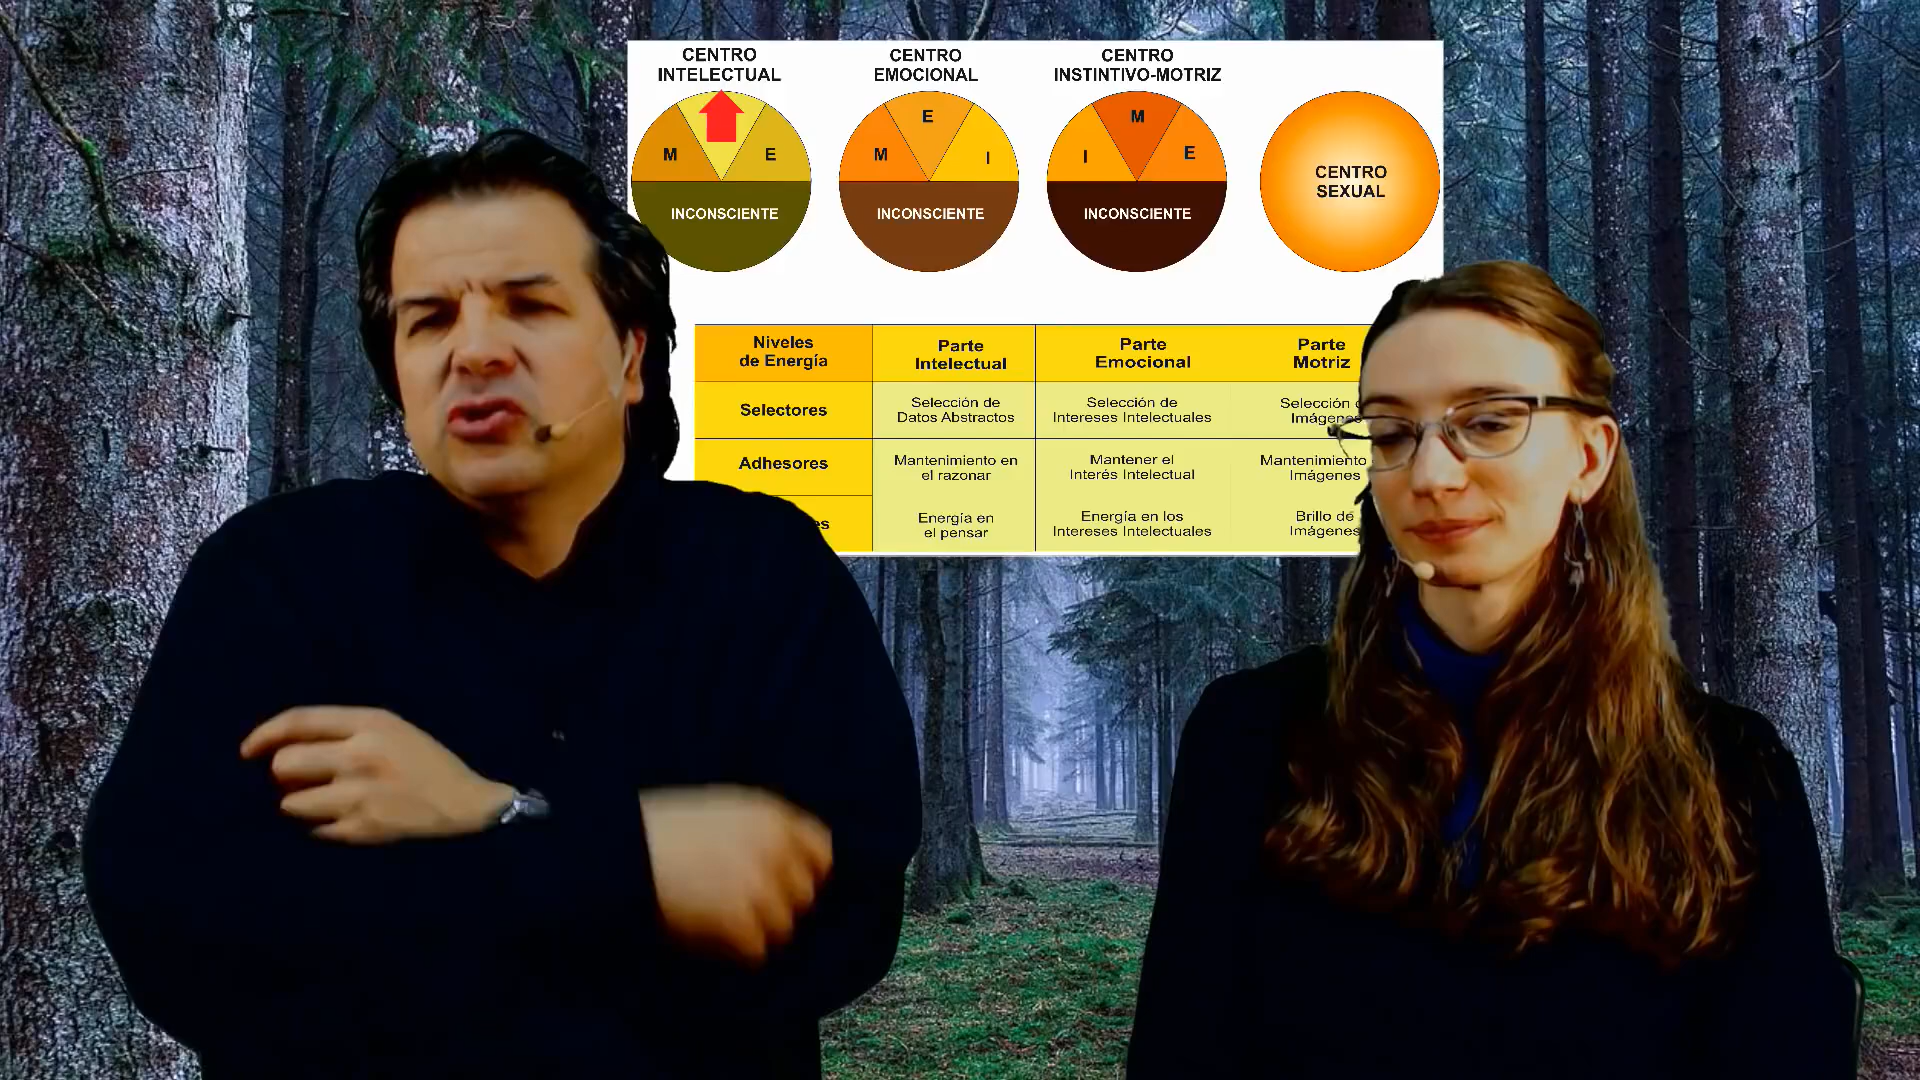 CENTRO
INTELECTUAL
CENTRO
EMOCIONAL
CENTRO
INSTINTIVO-MOTRIZ
M
E
INCONSCIENTE
M
E
I
INCONSCIENTE
I
M
E
INCONSCIENTE
CENTRO
SEXUAL
Niveles
de Energía
Parte
Intelectual
Parte
Emocional
Parte
Motriz
Selectores
Selección de
Datos Abstractos
Selección de
Intereses Intelectuales
Selección
Imágenes
Adhesores
Mantenimiento en
el razonar
Mantener el
Interés Intelectual
Mantenimiento
Imágenes
Energía en
el pensar
Energía en los
Intereses Intelectuales
Brillo de
Imágenes